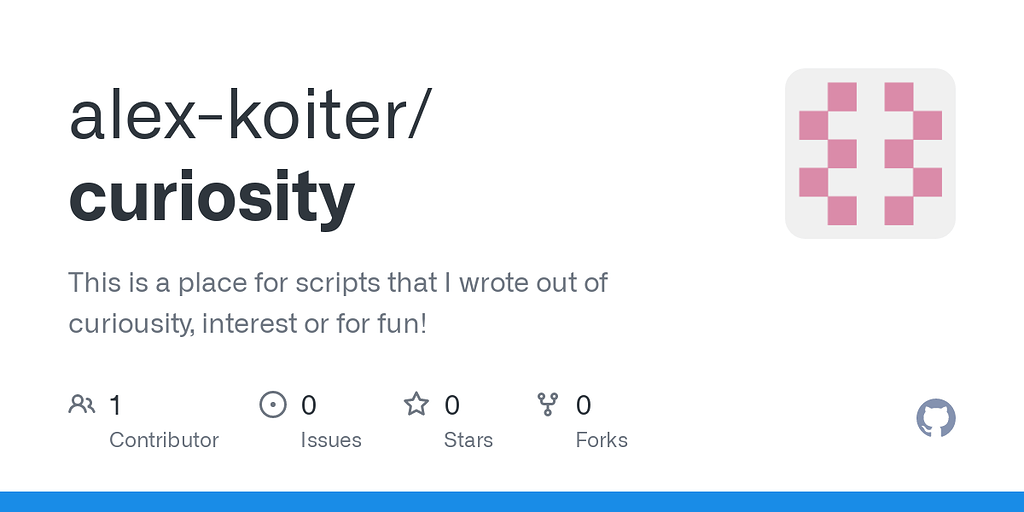 alex-koiter/
curiosity
This is a place for scripts that I wrote out of
curiousity, interest or for fun!
1
Contributor
0
Issues
0
Stars
0
Forks